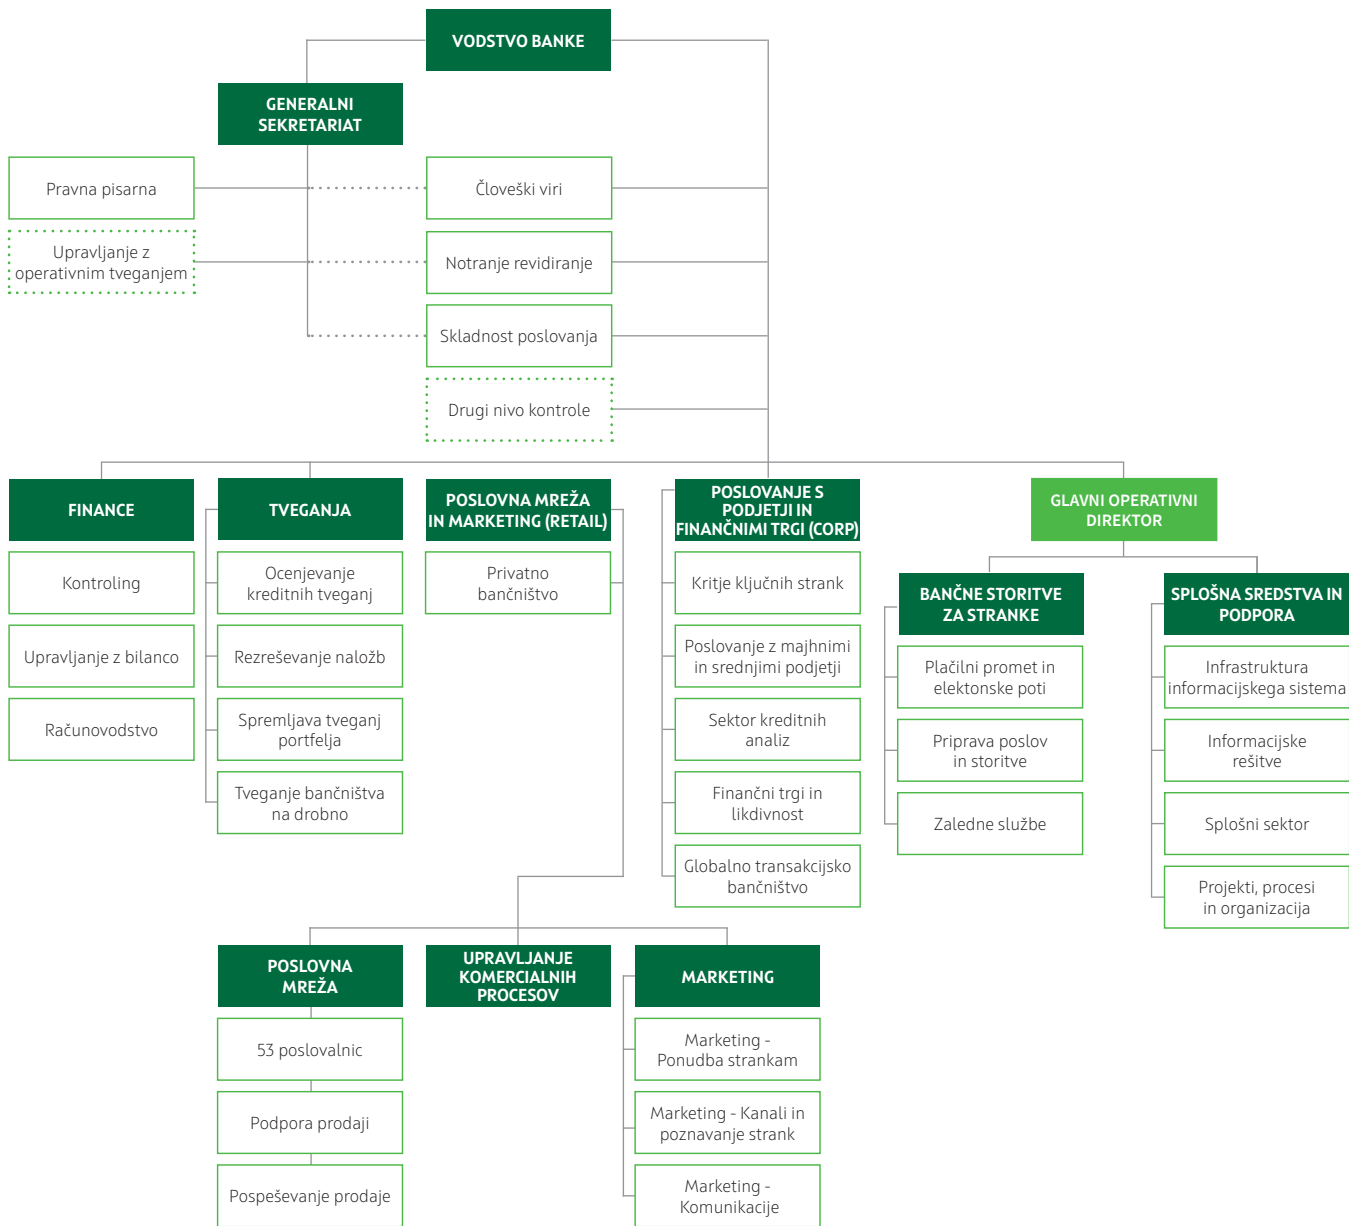 VODSTVO BANKE
GENERALNI
SEKRETARIAT
Pravna pisarna
Človeški viri
Upravljanje z
operativnim tveganjem
Notranje revidiranje
Skladnost poslovanja
Drugi nivo kontrole
FINANCE
Kontroling
Upravljanje z bilanco
Računovodstvo
TVEGANJA
Ocenjevanje
kreditnih tveganj
Rezreševanje naložb
Spremljava tveganj
portfelja
Tveganje bančništva
na drobno
POSLOVNA MREŽA
IN MARKETING (RETAIL)
Privatno
bančništvo
POSLOVANJE S
PODJETJI IN
FINANČNIMI TRGI (CORP)
Kritje ključnih strank
Poslovanje z majhnimi
in srednjimi podjetji
Sektor kreditnih
analiz
Finančni trgi in
likdivnost
Globalno transakcijsko
bančništvo
GLAVNI OPERATIVNI
DIREKTOR
BANČNE STORITVE
ZA STRANKE
Plačilni promet in
elektonske poti
Priprava poslov
in storitve
Zaledne službe
SPLOŠNA SREDSTVA IN
PODPORA
Infrastruktura
informacijskega sistema
Informacijske
rešitve
Splošni sektor
Projekti, procesi
in organizacija
POSLOVNA
MREŽA
53 poslovalnic
Podpora prodaji
Pospeševanje prodaje
UPRAVLJANJE
KOMERCIALNIH
PROCESOV
MARKETING
Marketing -
Ponudba strankam
Marketing - Kanali in
poznavanje strank
Marketing -
Komunikacije